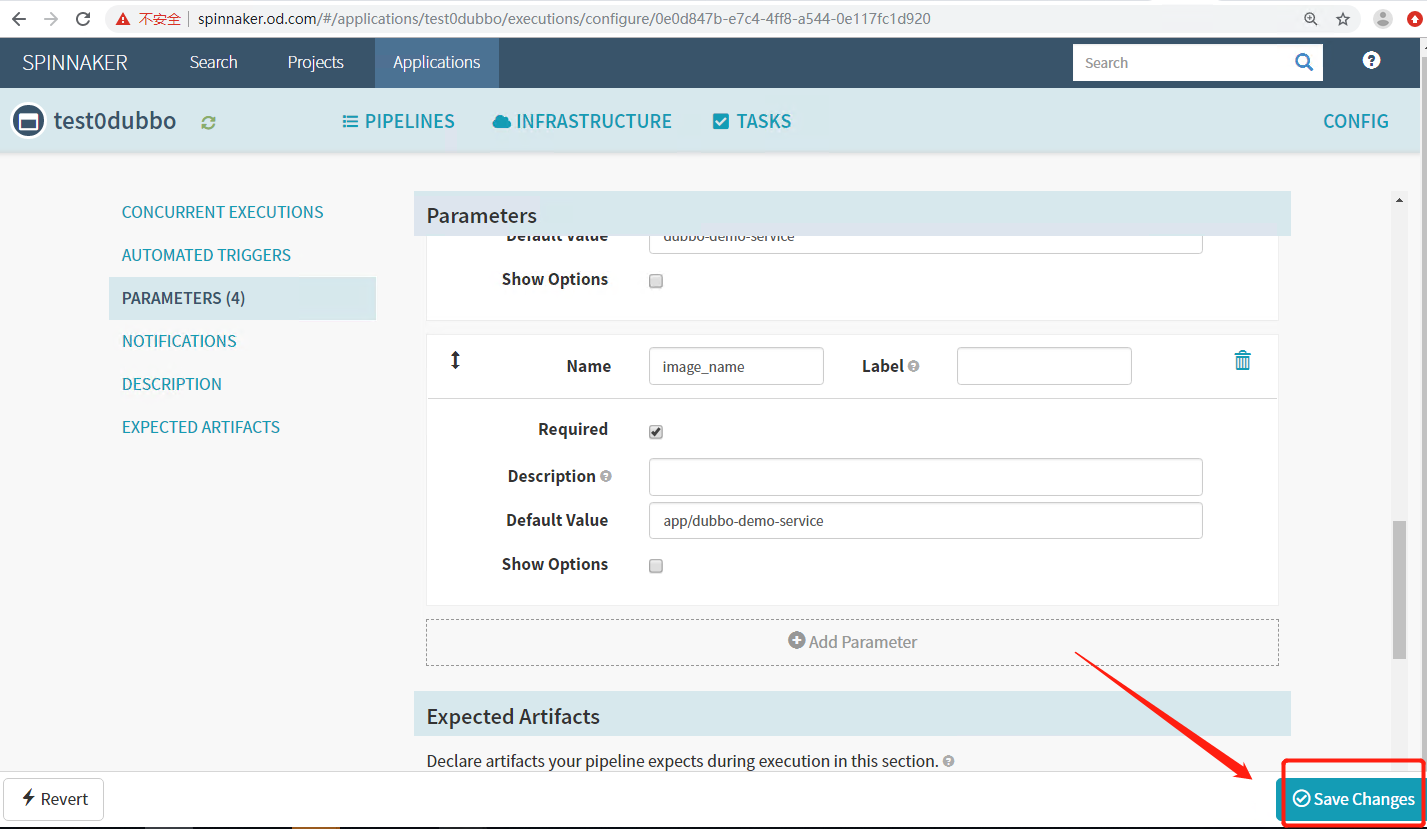 不安全 spinnaker.od.com/#/applications/test0dubbo/executions/configure/0e0d847b-e7c4-4ff8-a544-0e117fc1d920
SPINNAKER Search Projects Applications Search
test0dubbo PIPELINES INFRASTRUCTURE TASKS CONFIG
CONCURRENT EXECUTIONS
AUTOMATED TRIGGERS
PARAMETERS (4)
NOTIFICATIONS
DESCRIPTION
EXPECTED ARTIFACTS
Parameters
Default Value dubbo-demo-service
Show Options
Name image_name Label
Required
Description
Default Value app/dubbo-demo-service
Show Options
Add Parameter
Expected Artifacts
Declare artifacts your pipeline expects during execution in this section.
Revert Save Changes